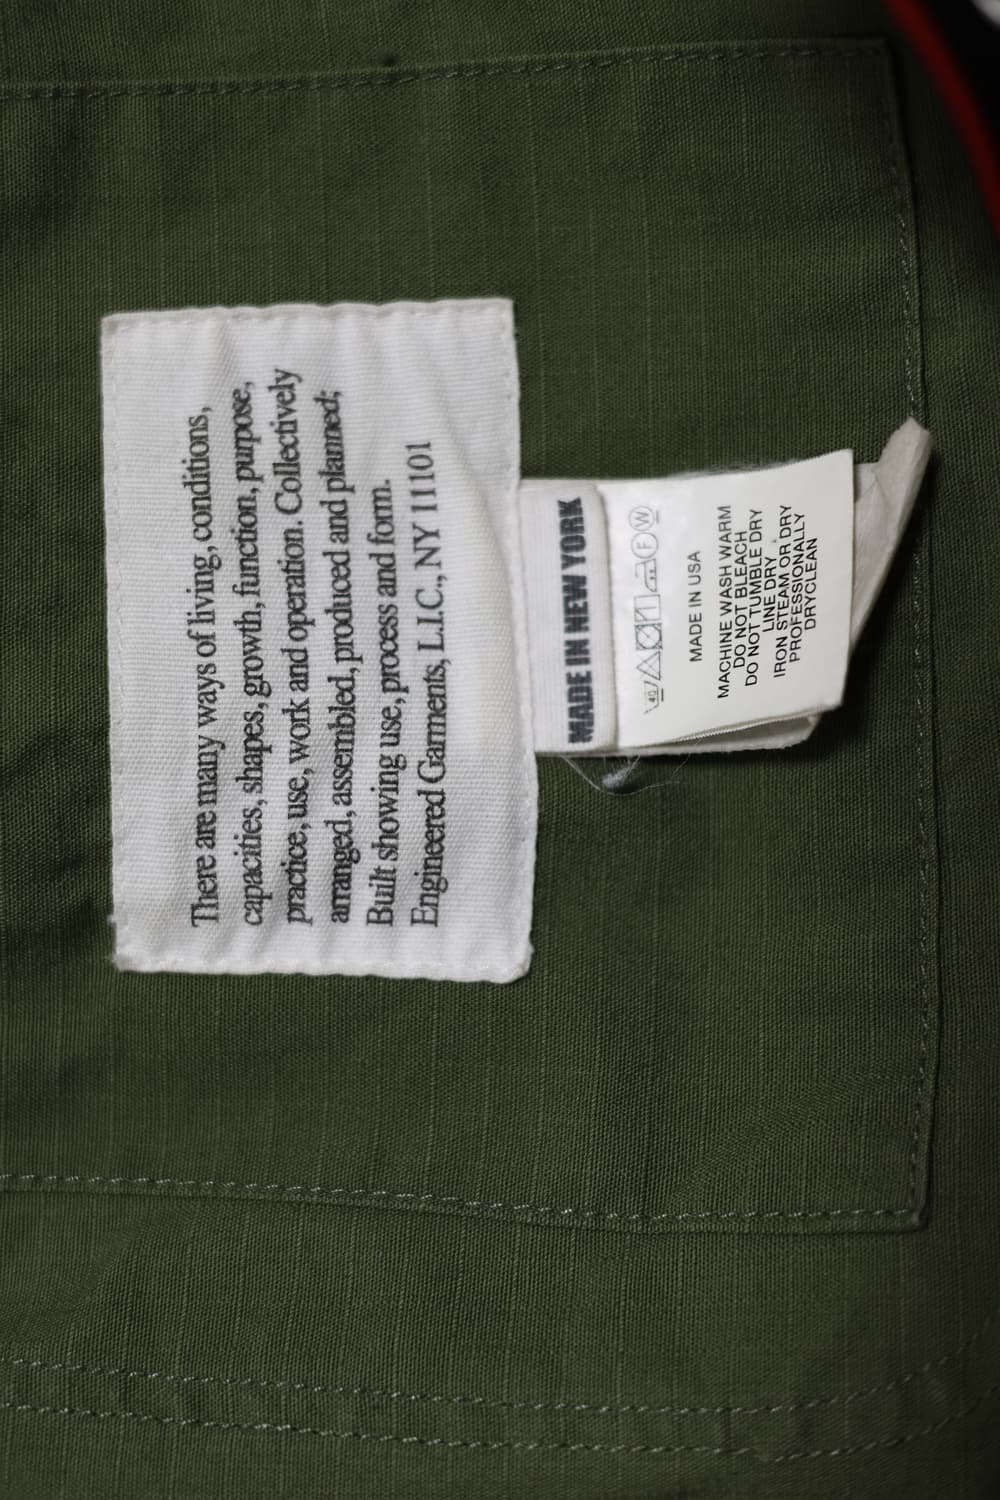 There are many ways of living, conditions,
capacities, shapes, growth, function, purpose,
practice, use, work and operation. Collectively
arranged, assembled, produced and planned;
Built showing use, process and form.
Engineered Garments, L.I.C., NY 11101
MADE IN NEW YORK
40 F W
MADE IN USA
MACHINE WASH WARM
DO NOT BLEACH
DO NOT TUMBLE DRY
LINE DRY
IRON STEAM OR DRY
PROFESSIONALLY
DRYCLEAN